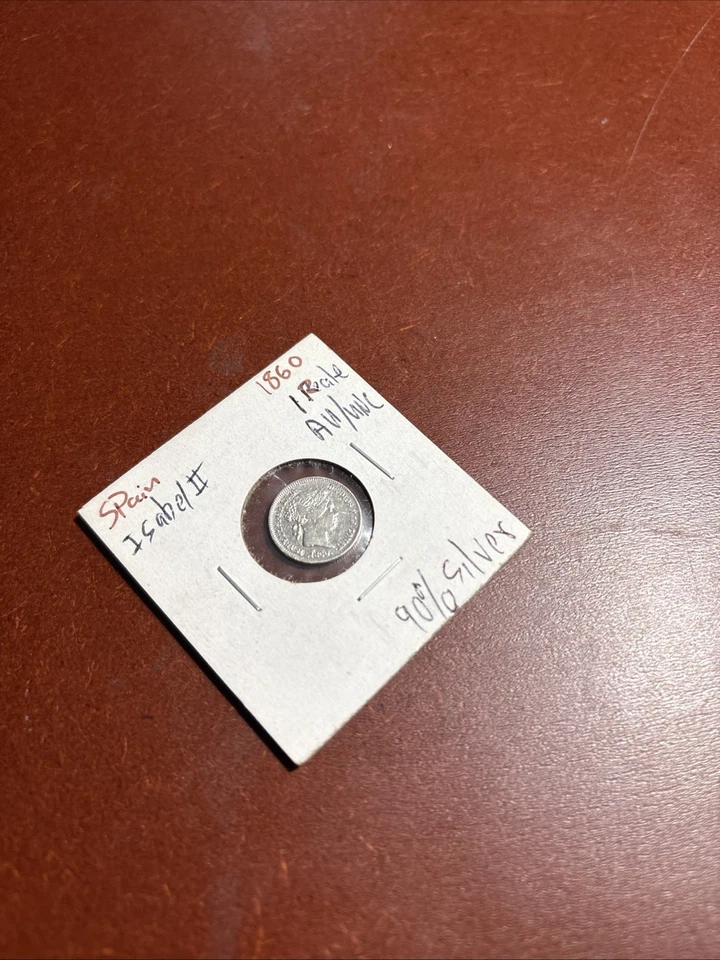 Spain
Isabel II
1860
1 Reale
AU/UNC
90% Silver